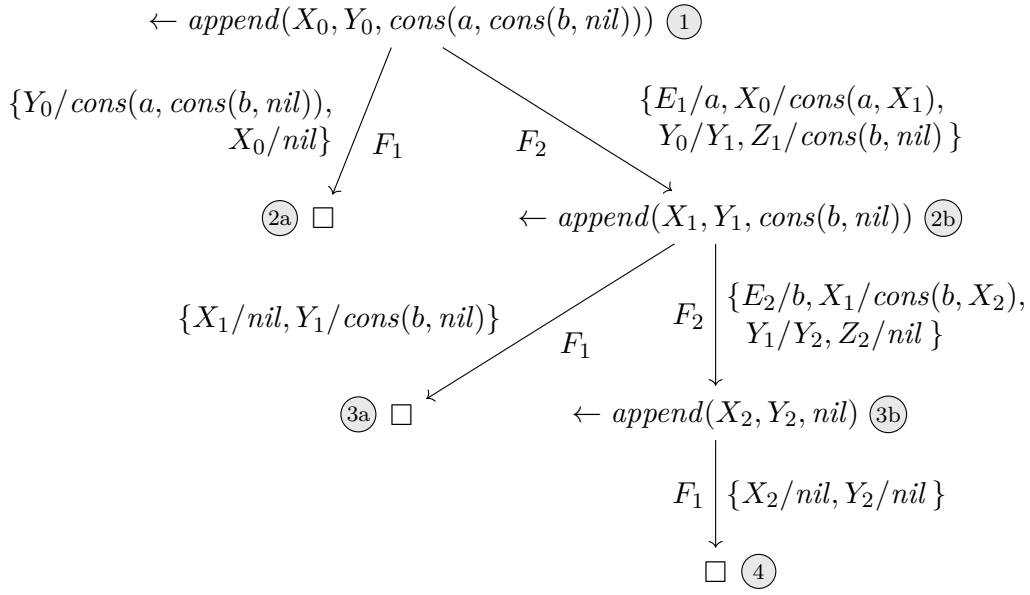 ← append(X₀, Y₀, cons(a, cons(b, nil))) 1
{Y₀/cons(a, cons(b, nil)),
X₀/nil}
F₁
F₂
{E₁/a, X₀/cons(a, X₁),
Y₀/Y₁, Z₁/cons(b, nil) }
2a □
← append(X₁, Y₁, cons(b, nil)) 2b
{X₁/nil, Y₁/cons(b, nil)}
F₁
F₂
{E₂/b, X₁/cons(b, X₂),
Y₁/Y₂, Z₂/nil }
3a □
← append(X₂, Y₂, nil) 3b
F₁
{X₂/nil, Y₂/nil }
□ 4